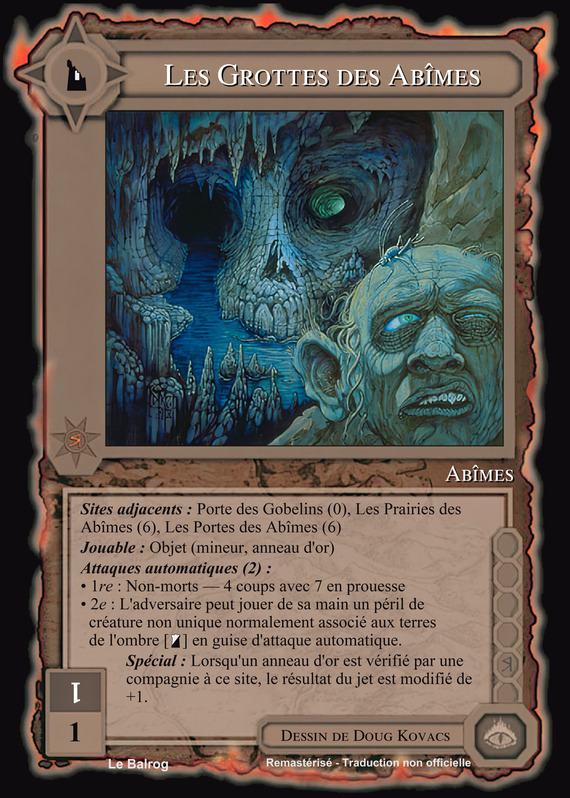 Les Grottes des Abîmes
Abîmes
Sites adjacents : Porte des Gobelins (0), Les Prairies des
Abîmes (6), Les Portes des Abîmes (6)
Jouable : Objet (mineur, anneau d'or)
Attaques automatiques (2) :
• 1re : Non-morts — 4 coups avec 7 en prouesse
• 2e : L'adversaire peut jouer de sa main un péril de
créature non unique normalement associé aux terres
de l'ombre [ ] en guise d'attaque automatique.
Spécial : Lorsqu'un anneau d'or est vérifié par une
compagnie à ce site, le résultat du jet est modifié de
+1.
1
1
Dessin de Doug Kovacs
Le Balrog
Remastérisé - Traduction non officielle